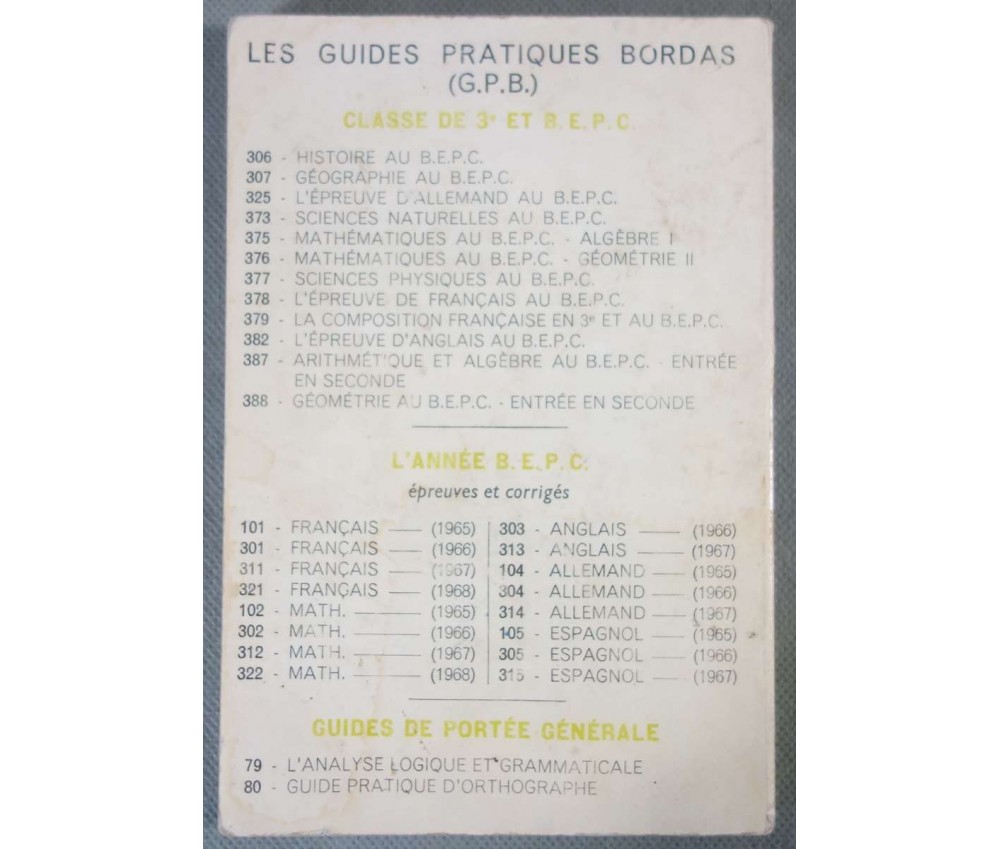 LES GUIDES PRATIQUES BORDAS
(G.P.B.)
CLASSE DE 3e ET B.E.P.C.
306 - HISTOIRE AU B.E.P.C.
307 - GÉOGRAPHIE AU B.E.P.C.
325 - L'ÉPREUVE D'ALLEMAND AU B.E.P.C.
373 - SCIENCES NATURELLES AU B.E.P.C.
375 - MATHÉMATIQUES AU B.E.P.C. - ALGÈBRE I
376 - MATHÉMATIQUES AU B.E.P.C. - GÉOMÉTRIE II
377 - SCIENCES PHYSIQUES AU B.E.P.C.
378 - L'ÉPREUVE DE FRANÇAIS AU B.E.P.C.
379 - LA COMPOSITION FRANÇAISE EN 3e ET AU B.E.P.C.
382 - L'ÉPREUVE D'ANGLAIS AU B.E.P.C.
387 - ARITHMÉTIQUE ET ALGÈBRE AU B.E.P.C. - ENTRÉE
EN SECONDE
388 - GÉOMÉTRIE AU B.E.P.C. - ENTRÉE EN SECONDE
L'ANNÉE B.E.P.C.
épreuves et corrigés
101 - FRANÇAIS — (1965)
301 - FRANÇAIS — (1966)
311 - FRANÇAIS — (1967)
321 - FRANÇAIS — (1968)
102 - MATH. — (1965)
302 - MATH. — (1966)
312 - MATH. — (1967)
322 - MATH. — (1968)
303 - ANGLAIS — (1966)
313 - ANGLAIS — (1967)
104 - ALLEMAND — (1965)
304 - ALLEMAND — (1966)
314 - ALLEMAND — (1967)
105 - ESPAGNOL — (1965)
305 - ESPAGNOL — (1966)
315 - ESPAGNOL — (1967)
GUIDES DE PORTÉE GÉNÉRALE
79 - L'ANALYSE LOGIQUE ET GRAMMATICALE
80 - GUIDE PRATIQUE D'ORTHOGRAPHE